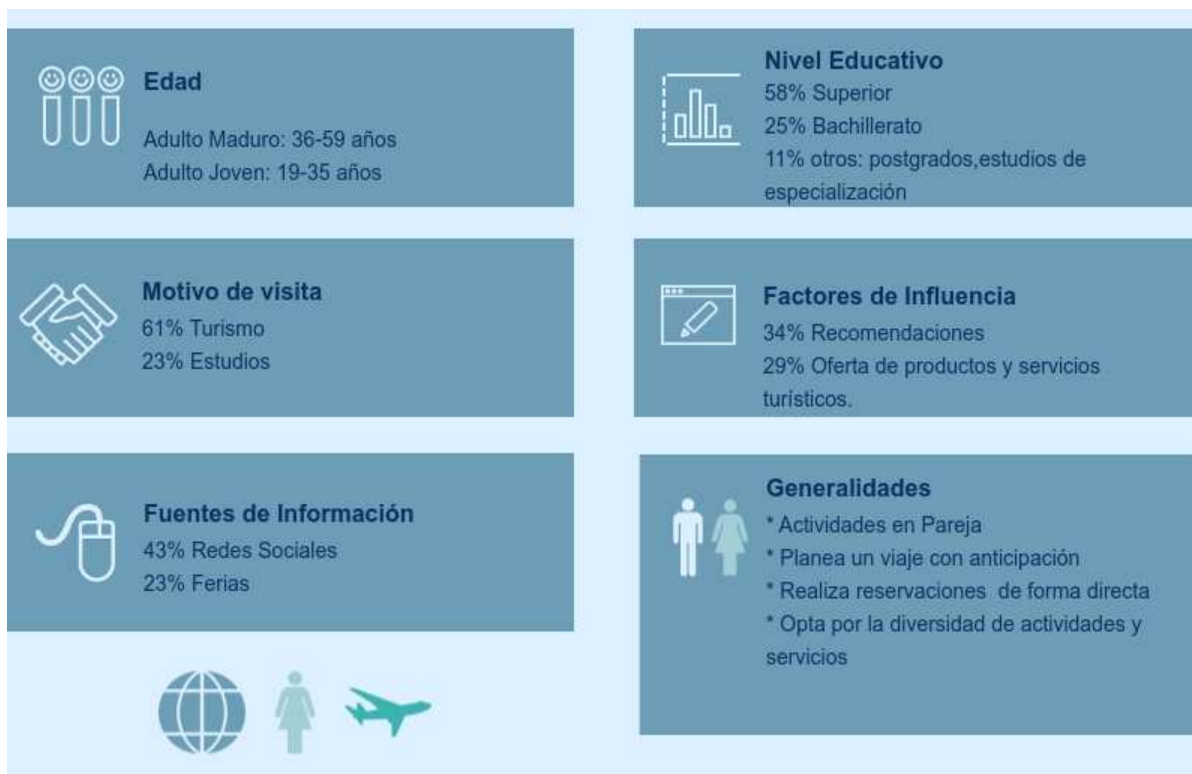 Edad
Adulto Maduro: 36-59 años
Adulto Joven: 19-35 años
Nivel Educativo
58% Superior
25% Bachillerato
11% otros: postgrados,estudios de
especialización
Motivo de visita
61% Turismo
23% Estudios
Factores de Influencia
34% Recomendaciones
29% Oferta de productos y servicios
turísticos.
Fuentes de Información
43% Redes Sociales
23% Ferias
Generalidades
* Actividades en Pareja
* Planea un viaje con anticipación
* Realiza reservaciones  de forma directa
* Opta por la diversidad de actividades y
servicios